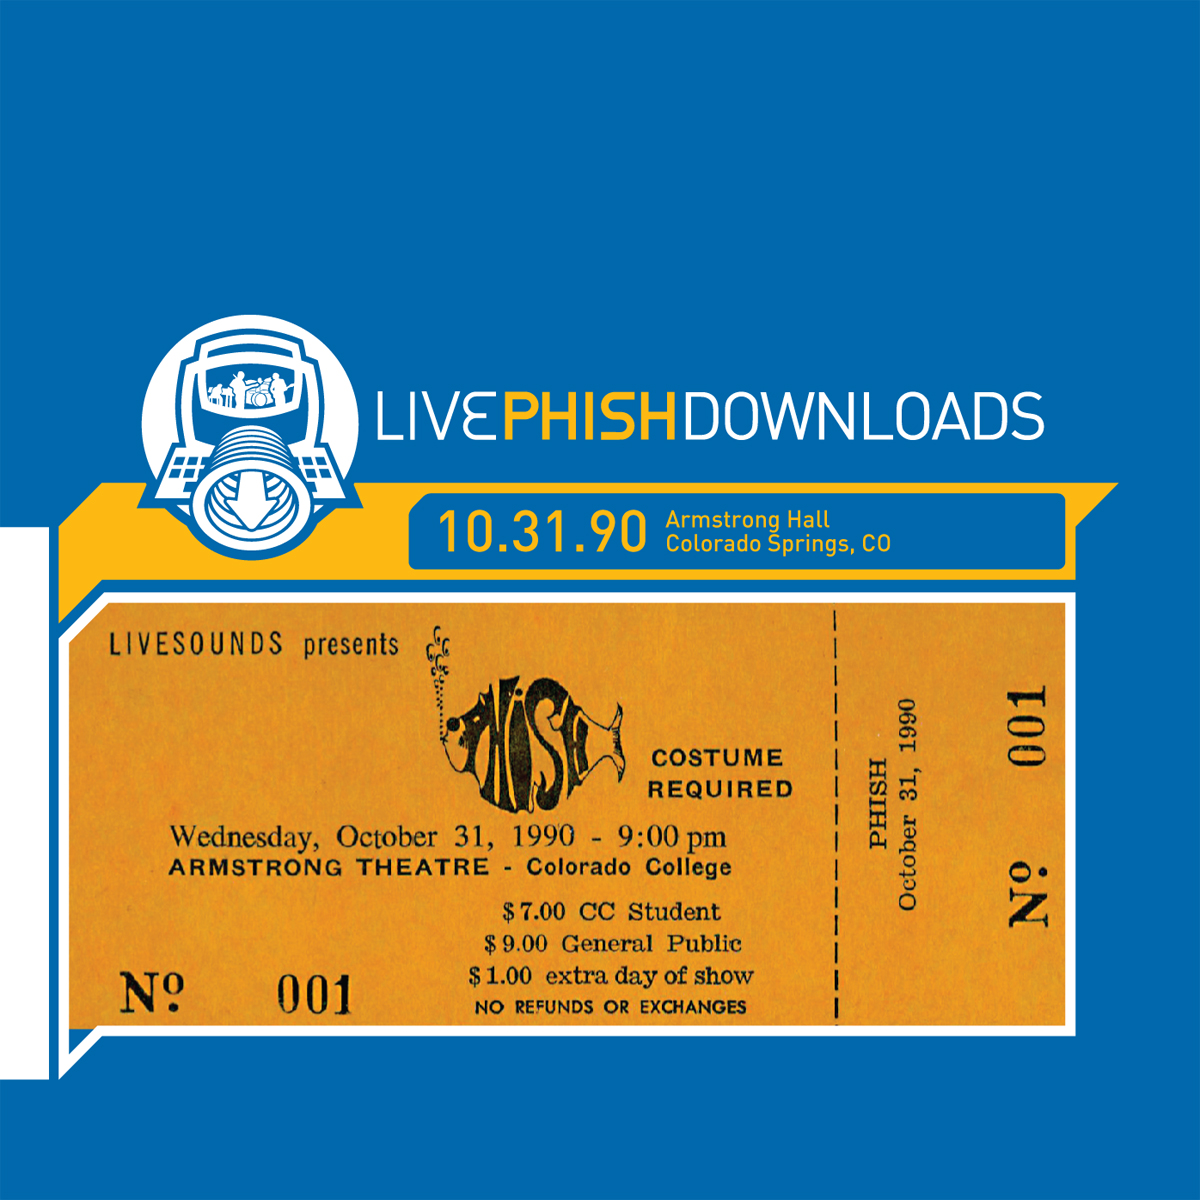 LIVEPHISHDOWNLOADS
10.31.90
Armstrong Hall
Colorado Springs, CO
LIVESOUNDS presents
PHISH
COSTUME
REQUIRED
Wednesday, October 31, 1990 - 9:00 pm
ARMSTRONG THEATRE - Colorado College
$7.00 CC Student
$9.00 General Public
$1.00 extra day of show
NO REFUNDS OR EXCHANGES
Nº 001
PHISH
October 31, 1990
Nº 001